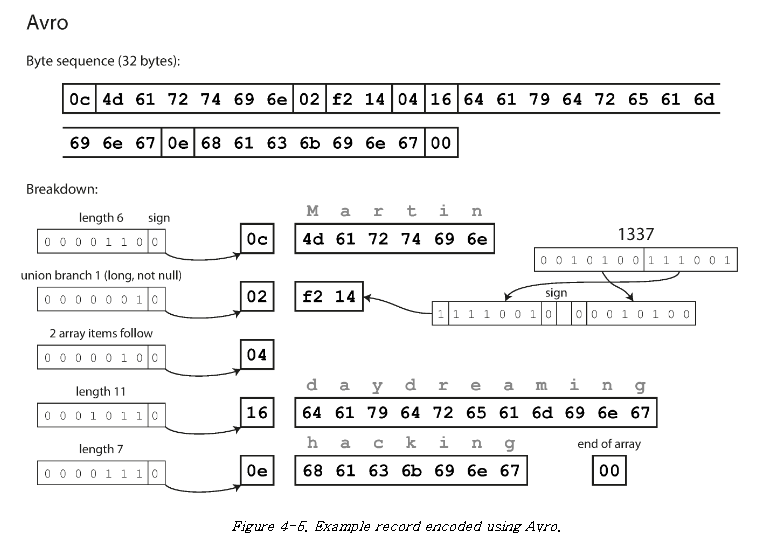 Avro
Byte sequence (32 bytes):
0c 4d 61 72 74 69 6e 02 f2 14 04 16 64 61 79 64 72 65 61 6d
69 6e 67 0e 68 61 63 6b 69 6e 67 00
Breakdown:
length 6 sign
0 0 0 0 1 1 0 0
0c
M a r t i n
4d 61 72 74 69 6e
1337
0 0 1 0 1 0 0 1 1 1 0 0 1
union branch 1 (long, not null)
0 0 0 0 0 0 1 0
02
f2 14
sign
1 1 1 1 0 0 1 0 0 0 0 1 0 1 0 0
2 array items follow
0 0 0 0 0 1 0 0
04
length 11
0 0 0 1 0 1 1 0
16
d a y d r e a m i n g
64 61 79 64 72 65 61 6d 69 6e 67
length 7
0 0 0 0 1 1 1 0
0e
h a c k i n g
68 61 63 6b 69 6e 67
end of array
00
Figure 4-5. Example record encoded using Avro.